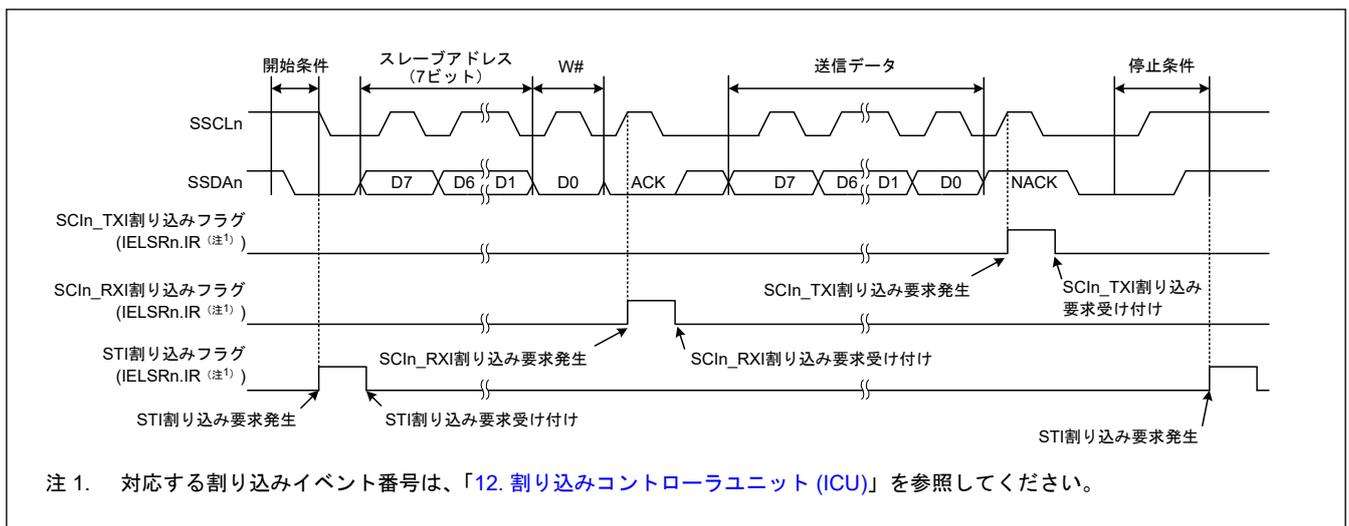 開始条件
スレーブアドレス
(7ビット)
W#
送信データ
停止条件
SSCLn
SSDAn
D7
D6
D1
D0
ACK
D7
D6
D1
D0
NACK
SCIn_TXI割り込みフラグ
(IELSRn.IR (注1) )
SCIn_TXI割り込み要求発生
SCIn_TXI割り込み
要求受け付け
SCIn_RXI割り込みフラグ
(IELSRn.IR (注1) )
SCIn_RXI割り込み要求発生
SCIn_RXI割り込み要求受け付け
STI割り込みフラグ
(IELSRn.IR (注1) )
STI割り込み要求発生
STI割り込み要求受け付け
STI割り込み要求発生
注 1. 対応する割り込みイベント番号は、「12. 割り込みコントローラユニット (ICU)」を参照してください。